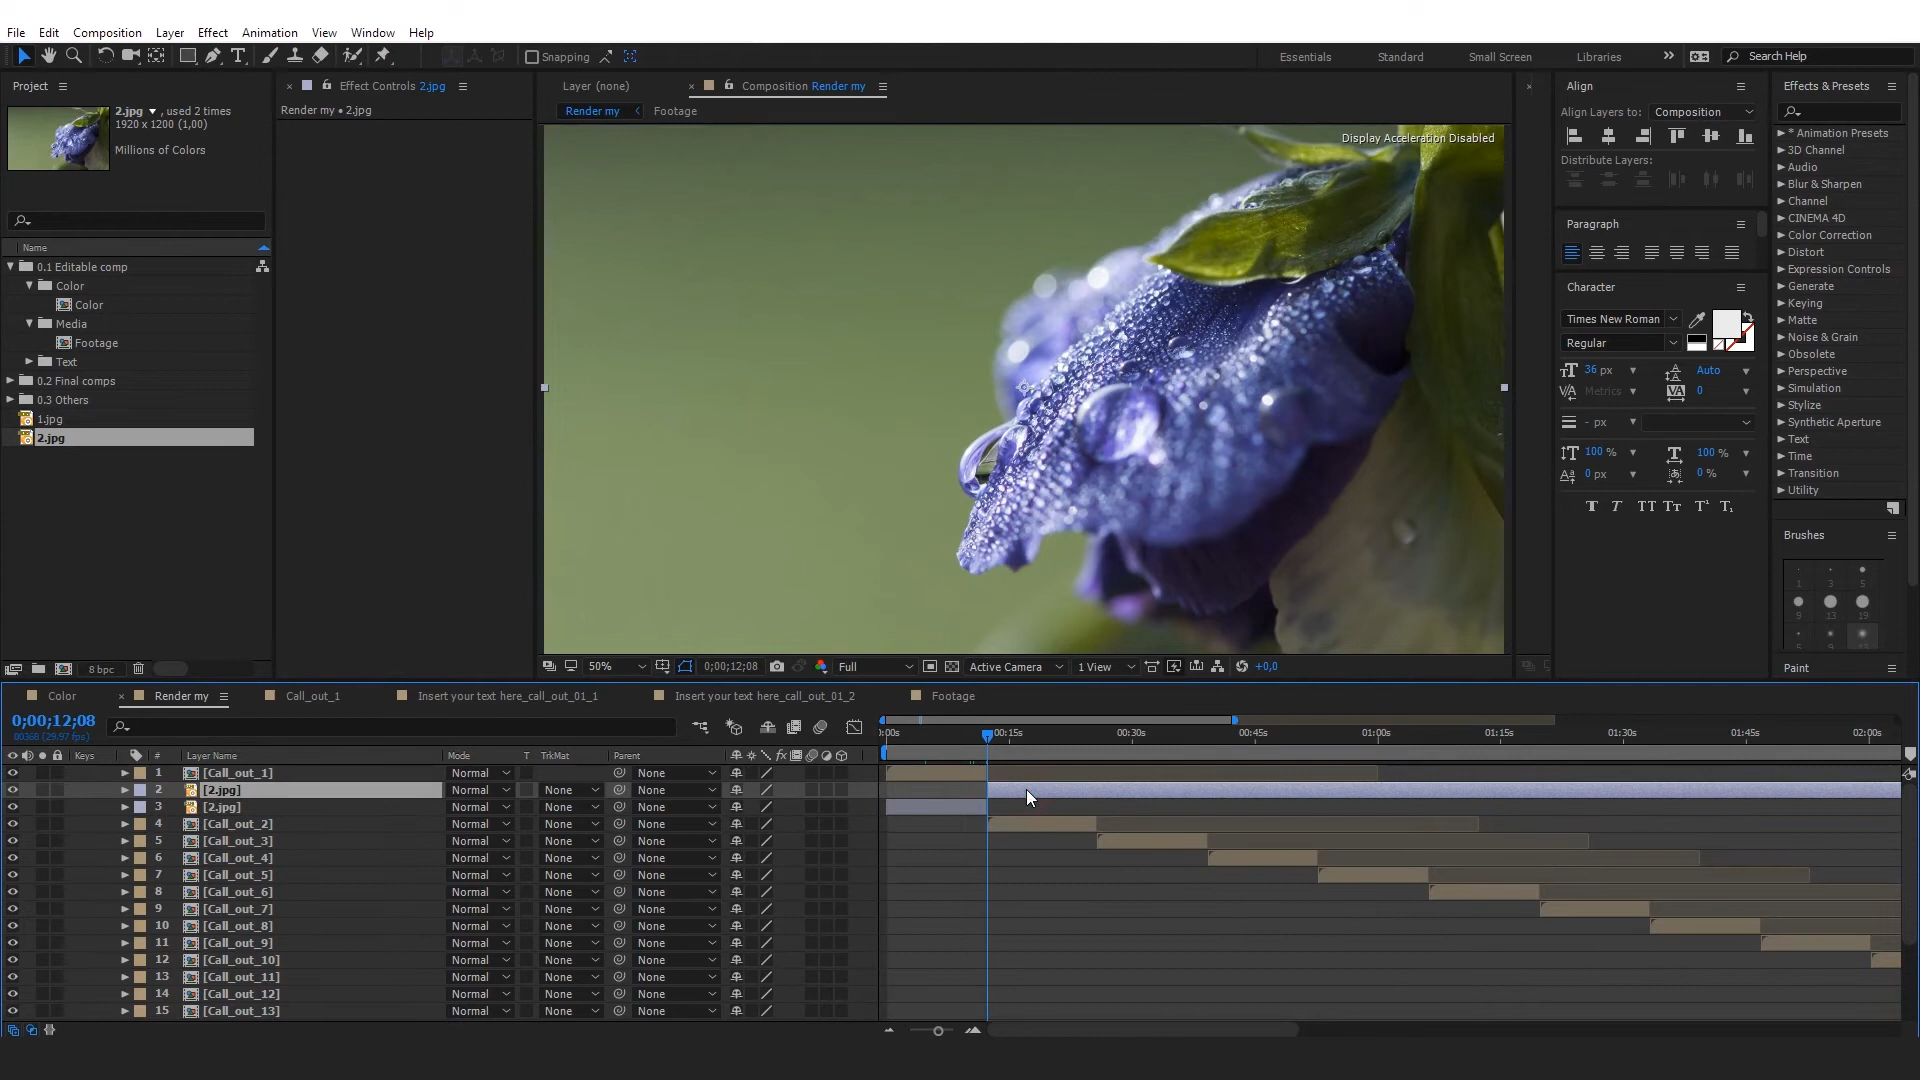 File Edit Composition Layer Effect Animation View Window Help
Snapping Essentials Standard Small Screen Libraries Search Help
Project
2.jpg , used 2 times
1920 x 1200 (1,00)
Millions of Colors
Name
0.1 Editable comp
Color
Color
Media
Footage
Text
0.2 Final comps
0.3 Others
1.jpg
2.jpg
8 bpc
Effect Controls 2.jpg
Render my • 2.jpg
Layer (none) Composition Render my
Render my Footage
Display Acceleration Disabled
50% 0;00;12;08 Full Active Camera 1 View +0,0
Align
Align Layers to: Composition
Distribute Layers:
Paragraph
Character
Times New Roman
Regular
36 px Auto
Metrics 0
- px
100 % 100 %
0 px 0 %
Effects & Presets
* Animation Presets
3D Channel
Audio
Blur & Sharpen
Channel
CINEMA 4D
Color Correction
Distort
Expression Controls
Generate
Keying
Matte
Noise & Grain
Obsolete
Perspective
Simulation
Stylize
Synthetic Aperture
Text
Time
Transition
Utility
Brushes
1 3 5
9 13 19
Paint
Color Render my Call_out_1 Insert your text here_call_out_01_1 Insert your text here_call_out_01_2 Footage
0;00;12;08
00368 (29.97 fps)
:00s 00:15s 00:30s 00:45s 01:00s 01:15s 01:30s 01:45s 02:00s
Keys # Layer Name Mode T TrkMat Parent
1 [Call_out_1] Normal None
2 [2.jpg] Normal None None
3 [2.jpg] Normal None None
4 [Call_out_2] Normal None None
5 [Call_out_3] Normal None None
6 [Call_out_4] Normal None None
7 [Call_out_5] Normal None None
8 [Call_out_6] Normal None None
9 [Call_out_7] Normal None None
10 [Call_out_8] Normal None None
11 [Call_out_9] Normal None None
12 [Call_out_10] Normal None None
13 [Call_out_11] Normal None None
14 [Call_out_12] Normal None None
15 [Call_out_13] Normal None None